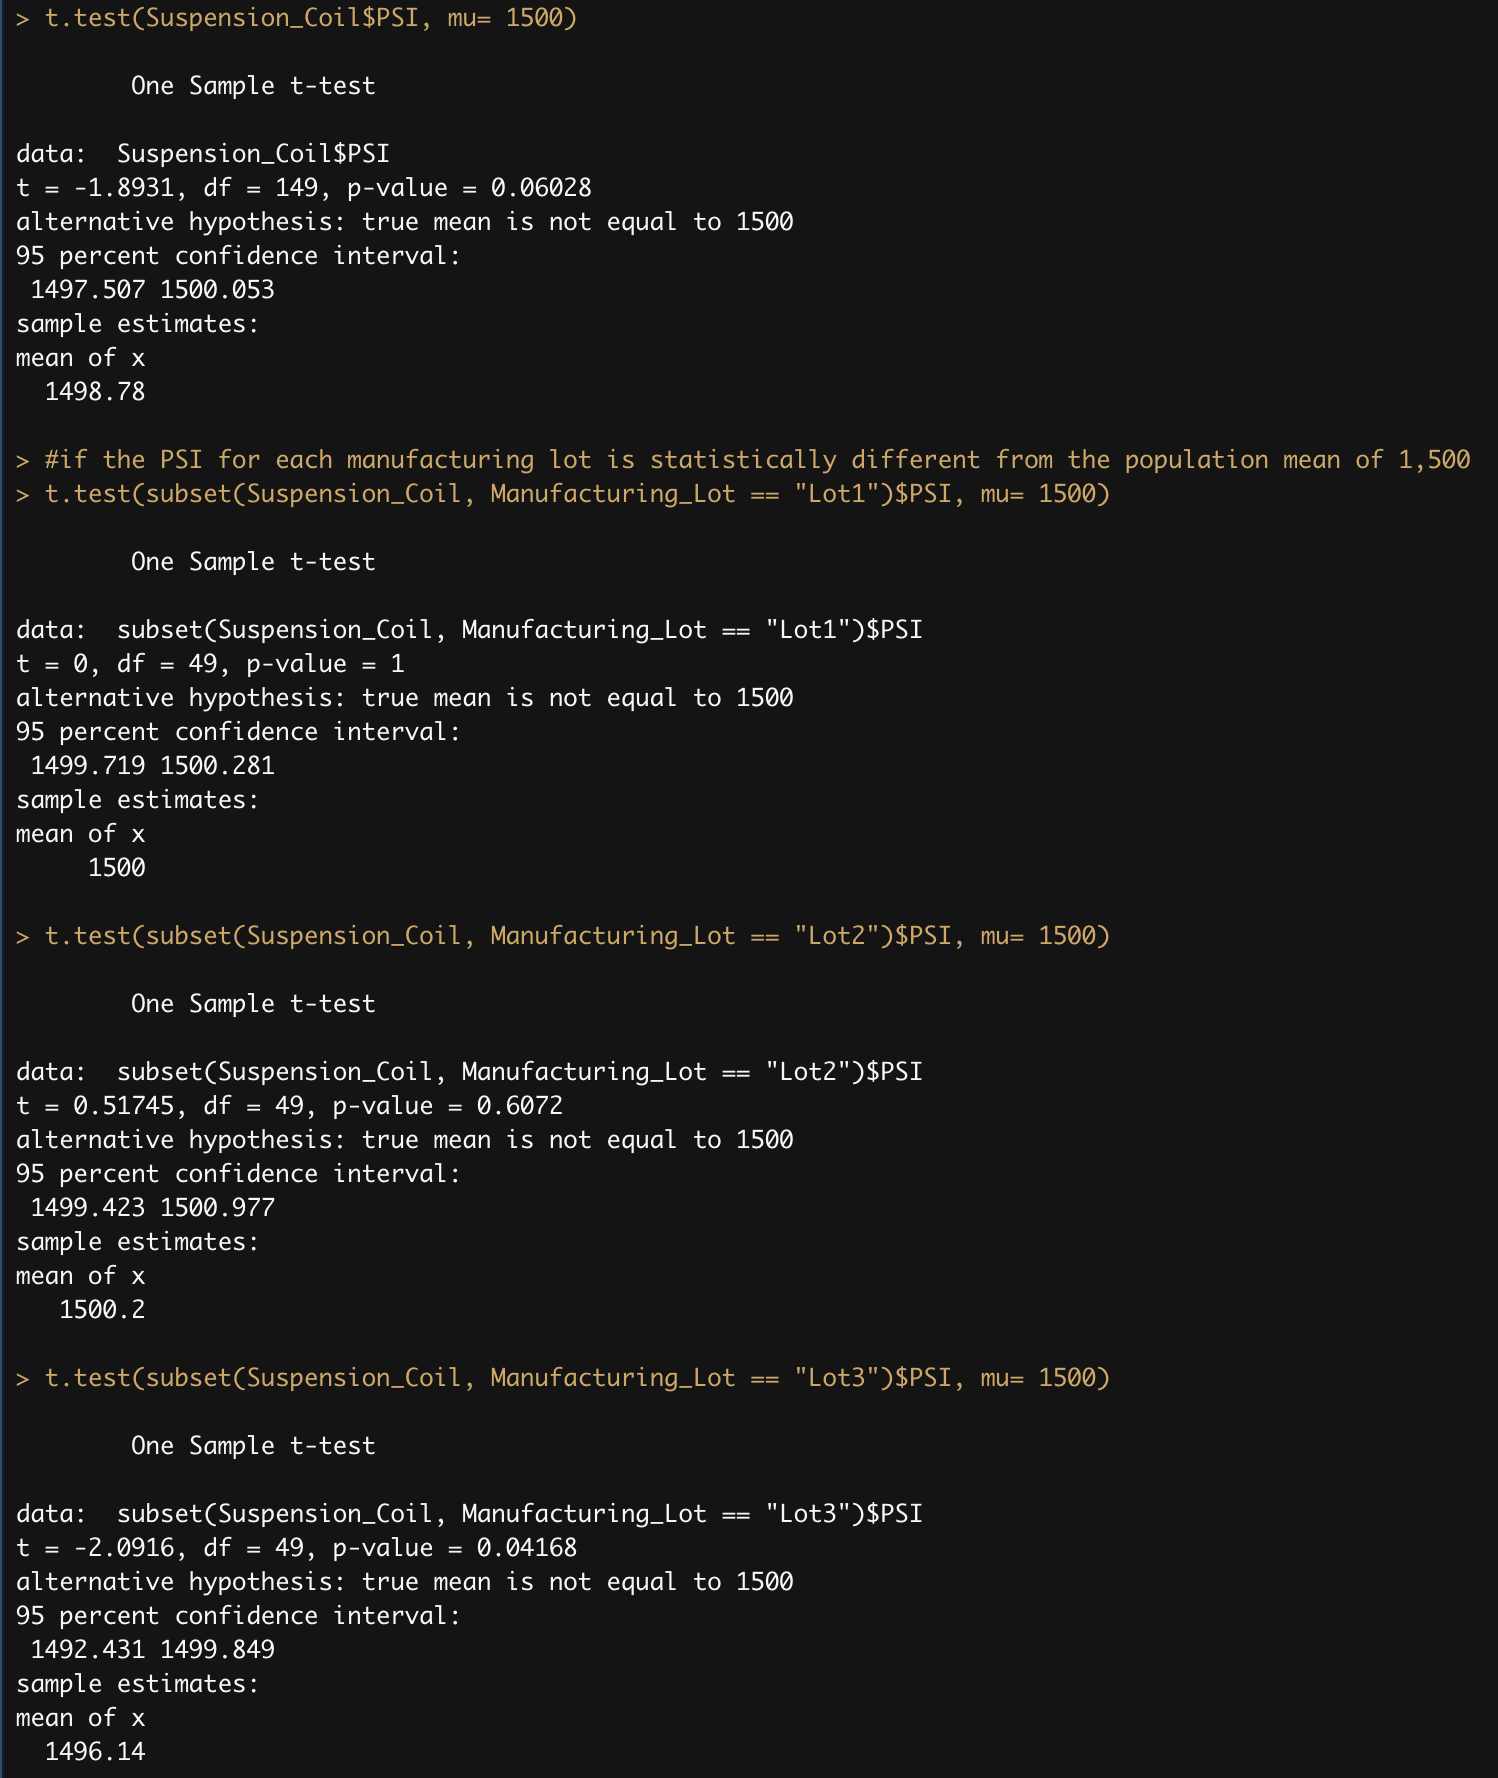 > t.test(Suspension_Coil$PSI, mu= 1500)
One Sample t-test
data:  Suspension_Coil$PSI
t = -1.8931, df = 149, p-value = 0.06028
alternative hypothesis: true mean is not equal to 1500
95 percent confidence interval:
1497.507 1500.053
sample estimates:
mean of x
1498.78
> #if the PSI for each manufacturing lot is statistically different from the population mean of 1,500
> t.test(subset(Suspension_Coil, Manufacturing_Lot == "Lot1")$PSI, mu= 1500)
One Sample t-test
data:  subset(Suspension_Coil, Manufacturing_Lot == "Lot1")$PSI
t = 0, df = 49, p-value = 1
alternative hypothesis: true mean is not equal to 1500
95 percent confidence interval:
1499.719 1500.281
sample estimates:
mean of x
1500
> t.test(subset(Suspension_Coil, Manufacturing_Lot == "Lot2")$PSI, mu= 1500)
One Sample t-test
data:  subset(Suspension_Coil, Manufacturing_Lot == "Lot2")$PSI
t = 0.51745, df = 49, p-value = 0.6072
alternative hypothesis: true mean is not equal to 1500
95 percent confidence interval:
1499.423 1500.977
sample estimates:
mean of x
1500.2
> t.test(subset(Suspension_Coil, Manufacturing_Lot == "Lot3")$PSI, mu= 1500)
One Sample t-test
data:  subset(Suspension_Coil, Manufacturing_Lot == "Lot3")$PSI
t = -2.0916, df = 49, p-value = 0.04168
alternative hypothesis: true mean is not equal to 1500
95 percent confidence interval:
1492.431 1499.849
sample estimates:
mean of x
1496.14